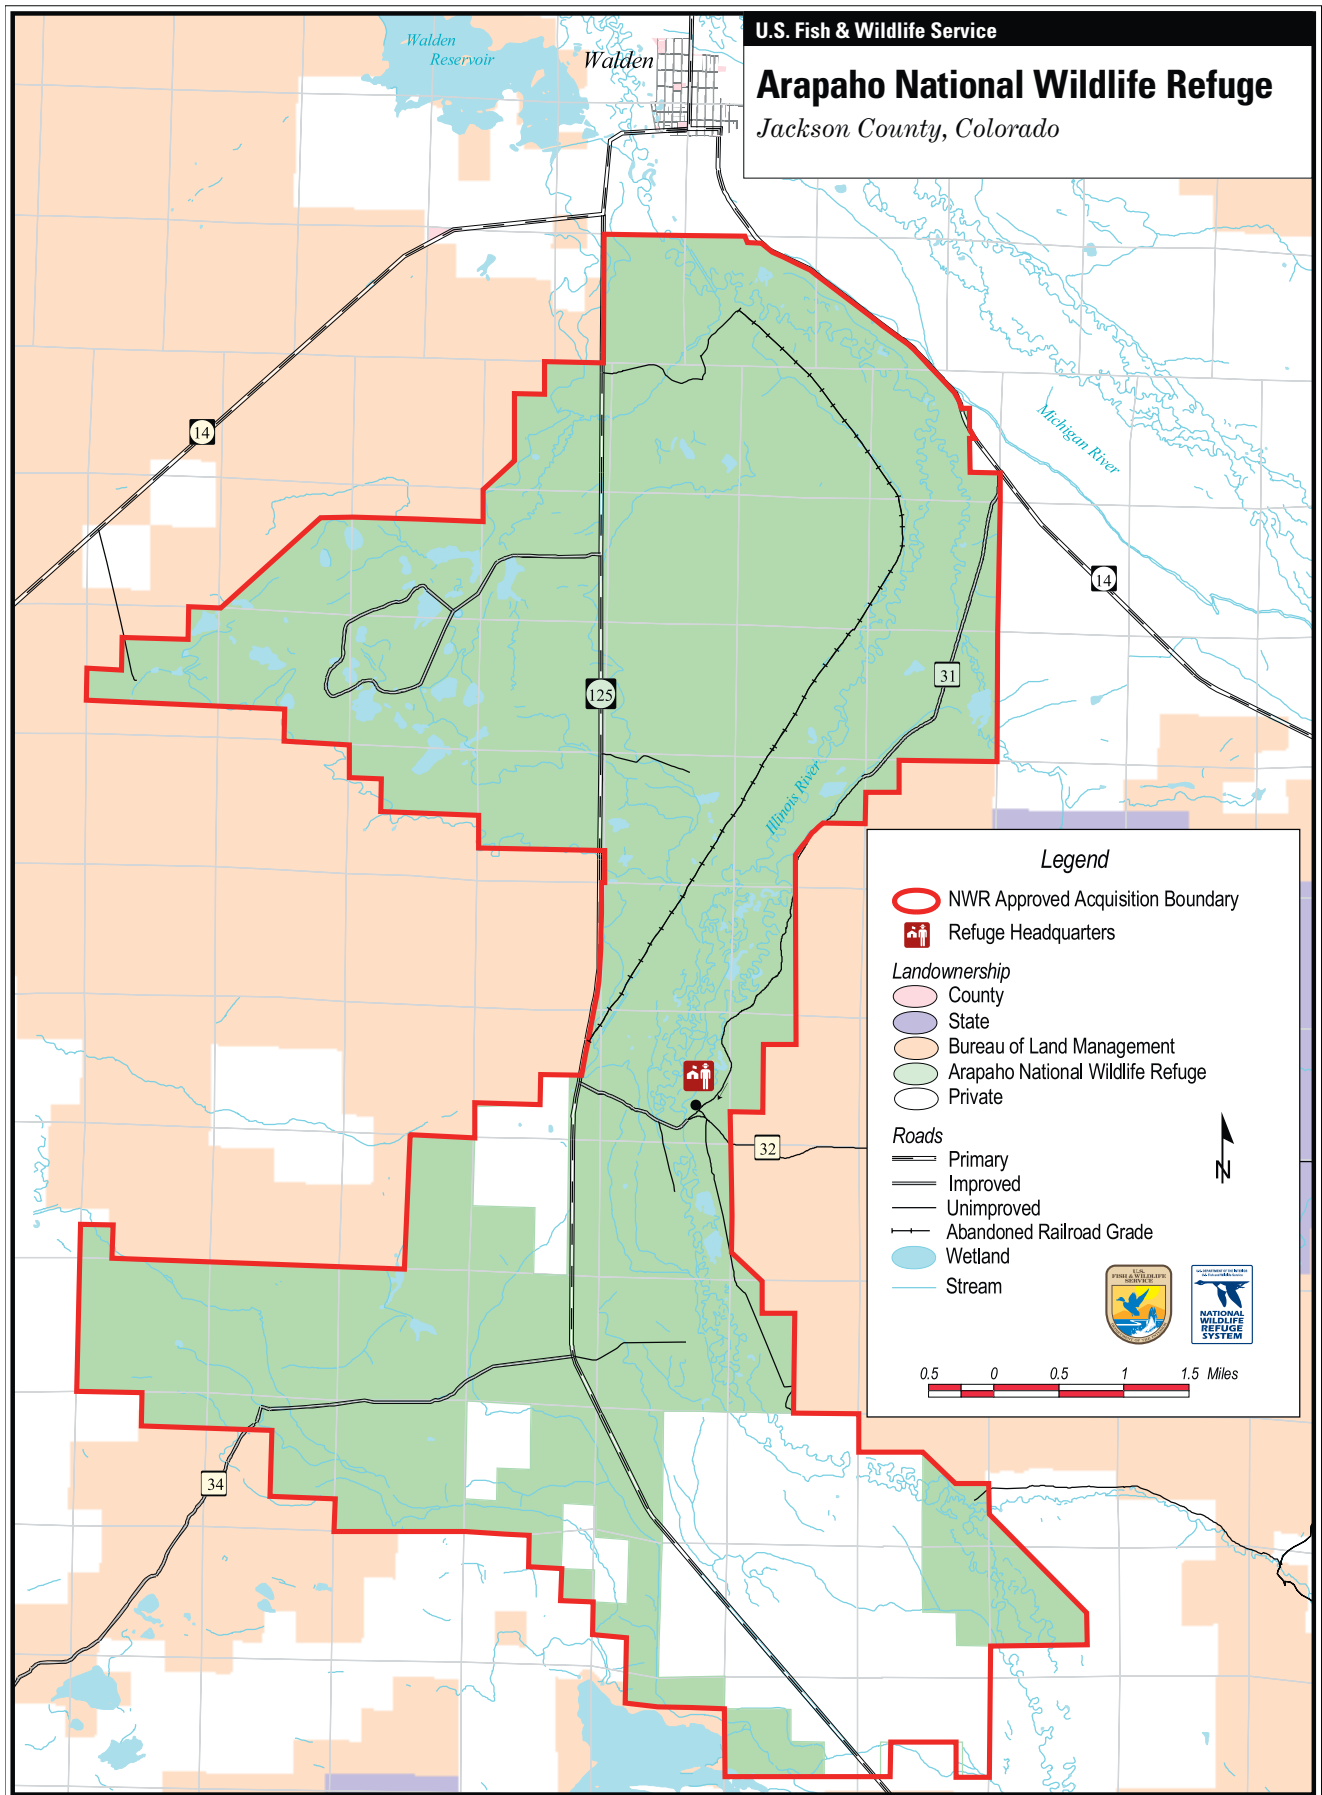 U.S. Fish & Wildlife Service
Arapaho National Wildlife Refuge
Jackson County, Colorado
Walden
Reservoir
Walden
14
Michigan River
14
31
125
Illinois River
32
34
Legend
NWR Approved Acquisition Boundary
Refuge Headquarters
Landownership
County
State
Bureau of Land Management
Arapaho National Wildlife Refuge
Private
Roads
Primary
Improved
Unimproved
Abandoned Railroad Grade
Wetland
Stream
N
U.S.
FISH & WILDLIFE
SERVICE
NATIONAL
WILDLIFE
REFUGE
SYSTEM
0.5 0 0.5 1 1.5 Miles